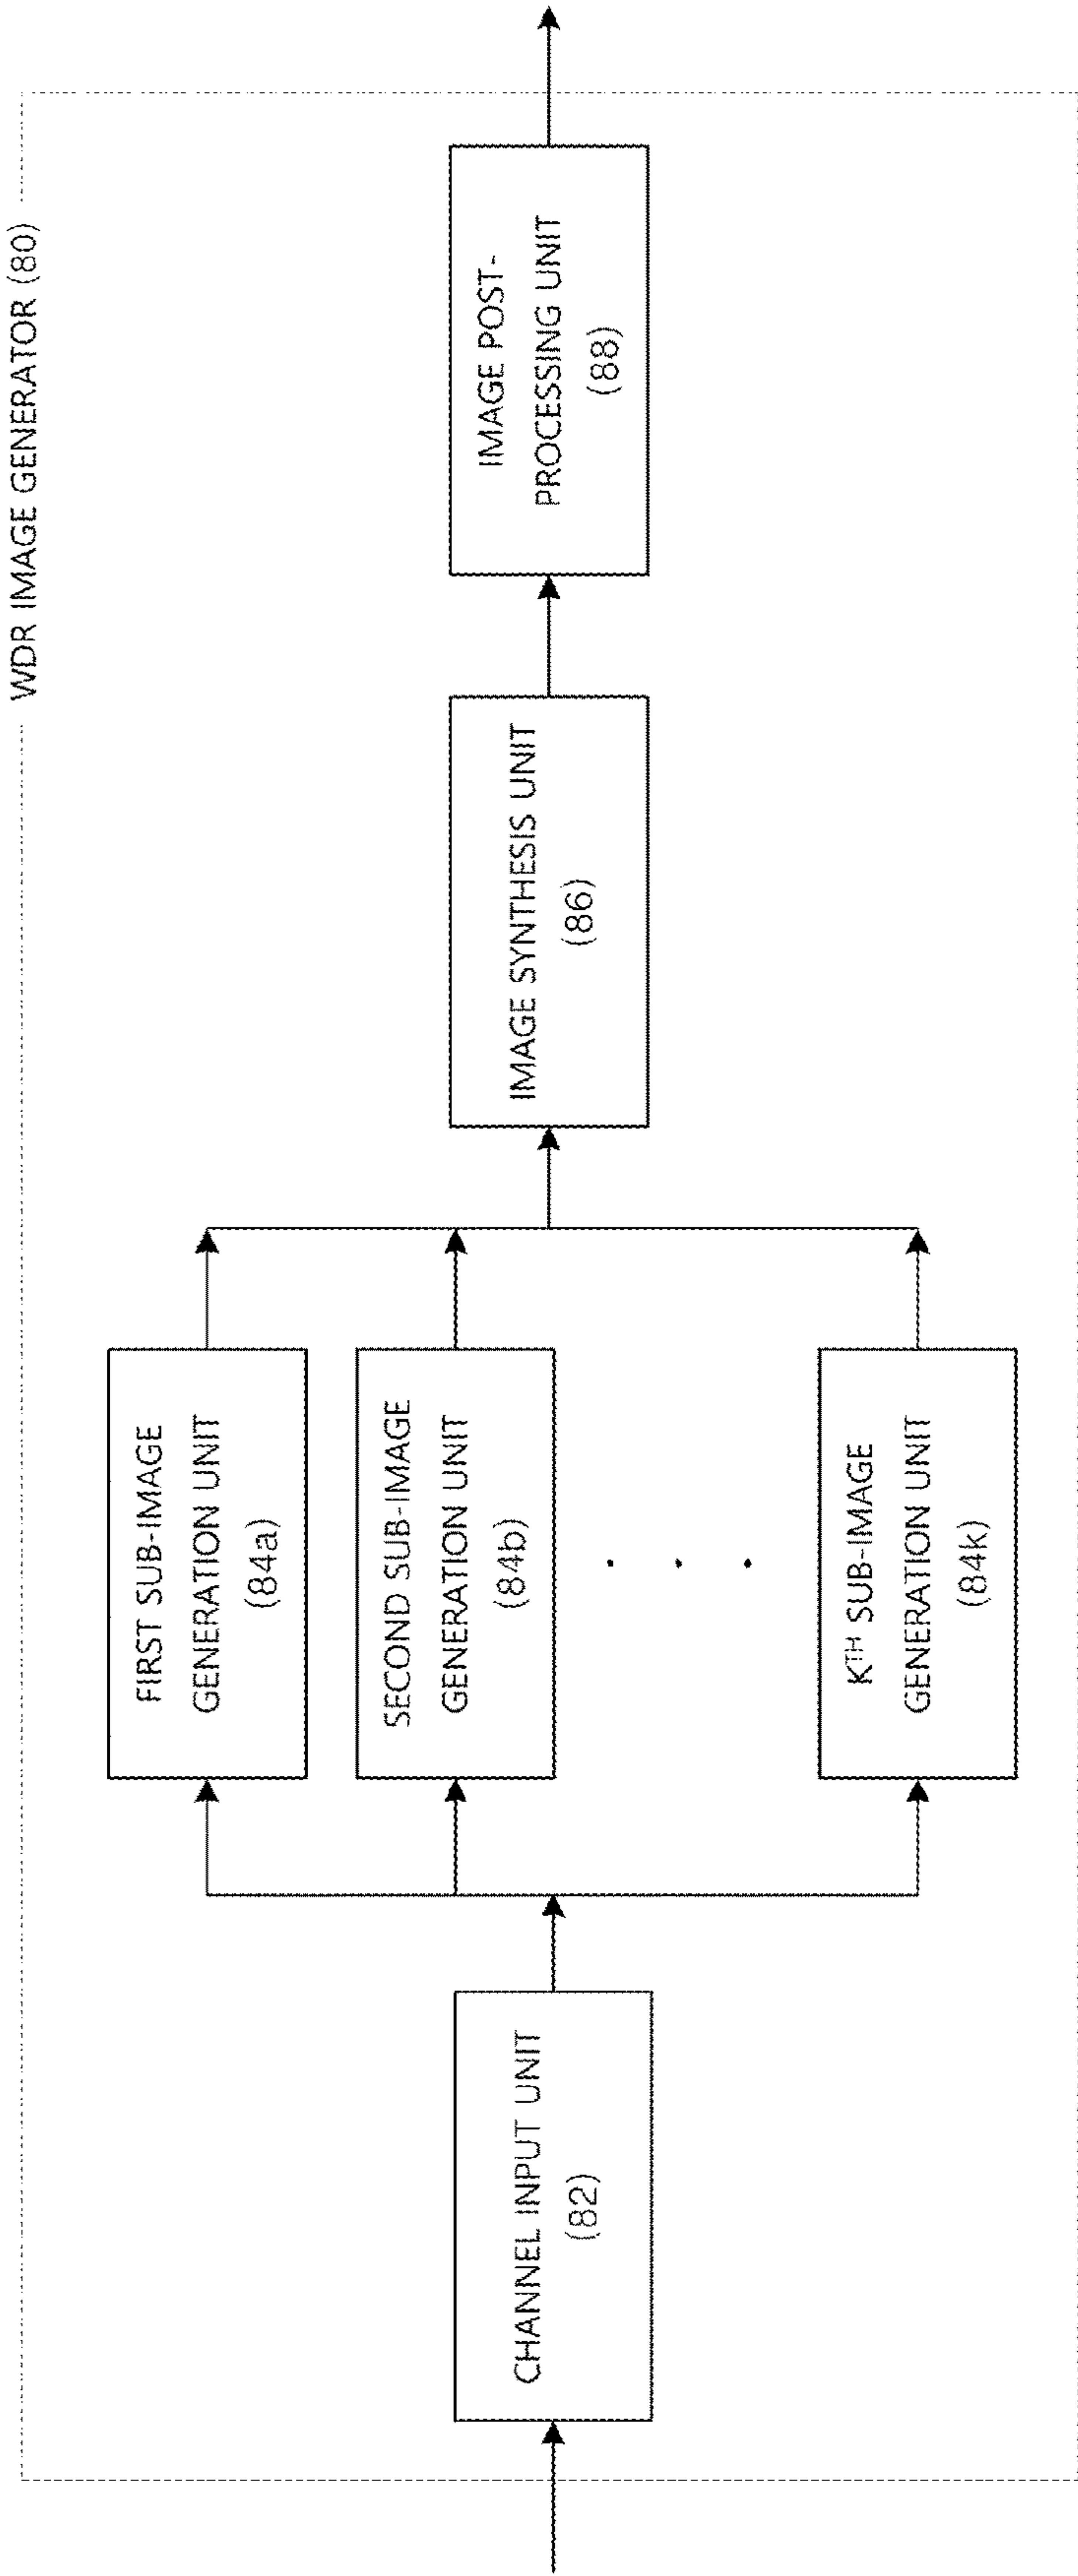 WDR IMAGE GENERATOR (80)
CHANNEL INPUT UNIT
(82)
FIRST SUB-IMAGE
GENERATION UNIT
(84a)
SECOND SUB-IMAGE
GENERATION UNIT
(84b)
KTH SUB-IMAGE
GENERATION UNIT
(84k)
IMAGE SYNTHESIS UNIT
(86)
IMAGE POST-
PROCESSING UNIT
(88)